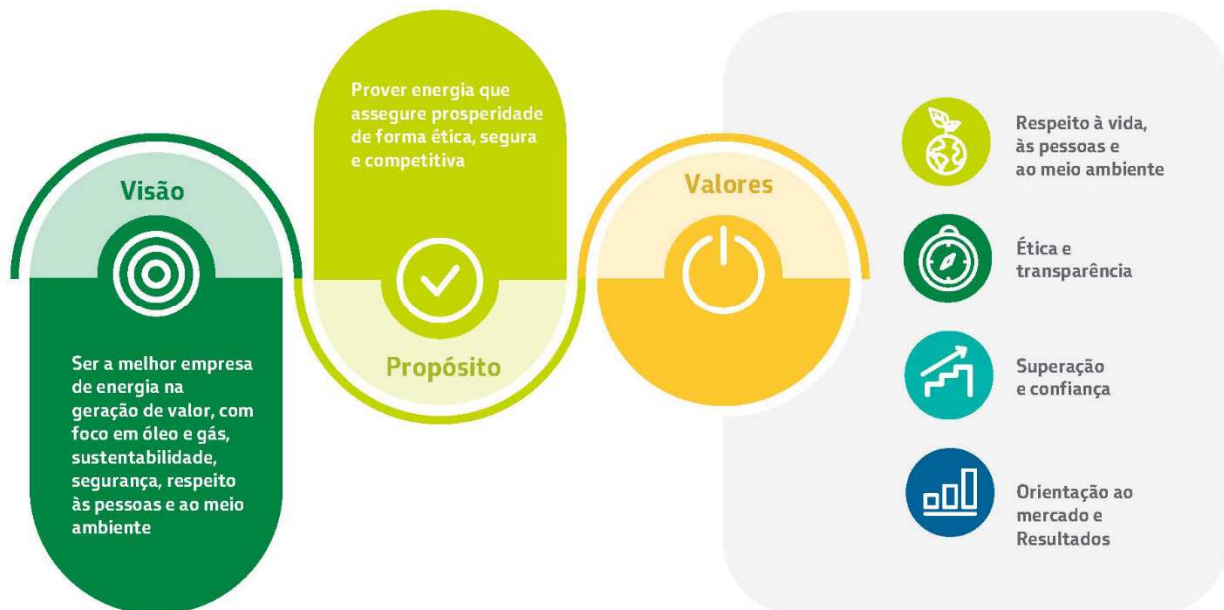 Visão
Ser a melhor empresa
de energia na
geração de valor, com
foco em óleo e gás,
sustentabilidade,
segurança, respeito
às pessoas e ao meio
ambiente
Prover energia que
assegure prosperidade
de forma ética, segura
e competitiva
Propósito
Valores
Respeito à vida,
às pessoas e
ao meio ambiente
Ética e
transparência
Superação
e confiança
Orientação ao
mercado e
Resultados